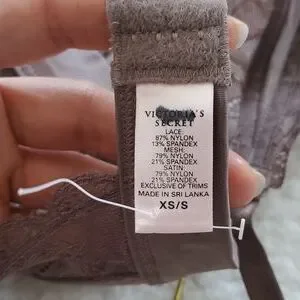 VICTORIA'S
SECRET
LACE:
87% NYLON
13% SPANDEX
MESH:
79% NYLON
21% SPANDEX
SATIN:
79% NYLON
21% SPANDEX
EXCLUSIVE OF TRIMS
MADE IN SRI LANKA
XS/S